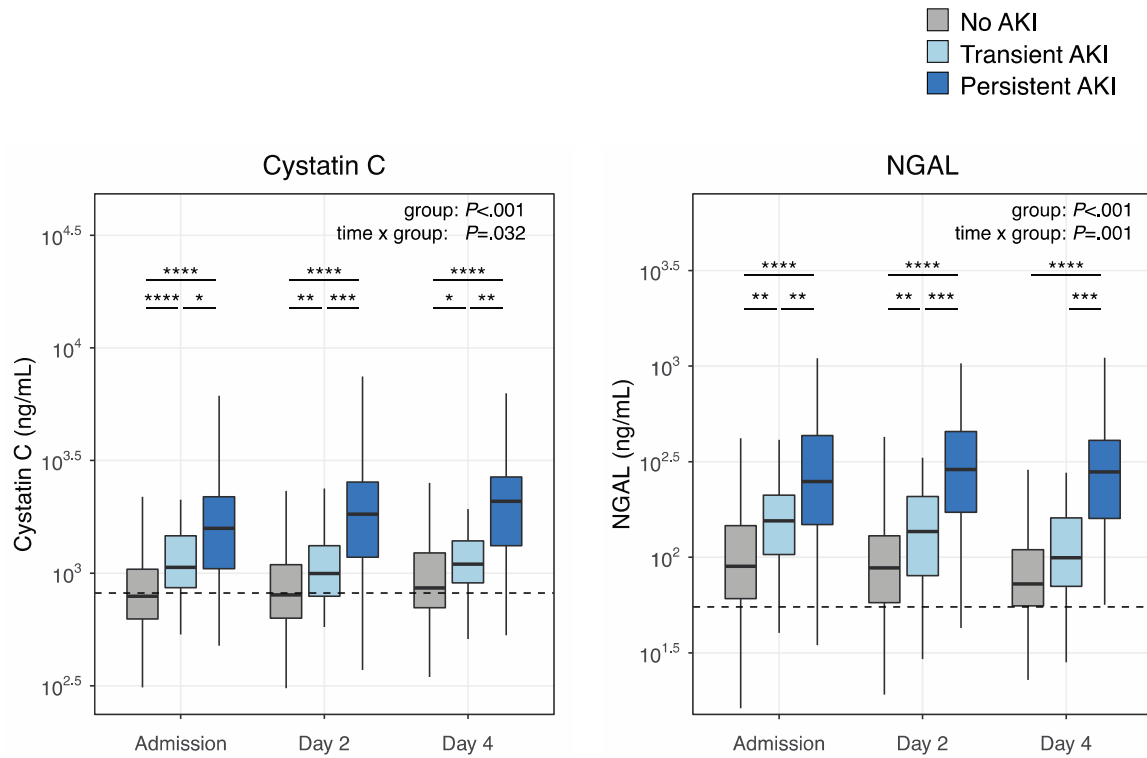 No AKI
Transient AKI
Persistent AKI
Cystatin C
group: P<.001
time x group: P=.032
10^4.5
10^4
10^3.5
10^3
10^2.5
Cystatin C (ng/mL)
****
**** *
****
** ***
****
* **
Admission Day 2 Day 4
NGAL
group: P<.001
time x group: P=.001
10^3.5
10^3
10^2.5
10^2
10^1.5
NGAL (ng/mL)
****
** **
****
** ***
****
***
Admission Day 2 Day 4